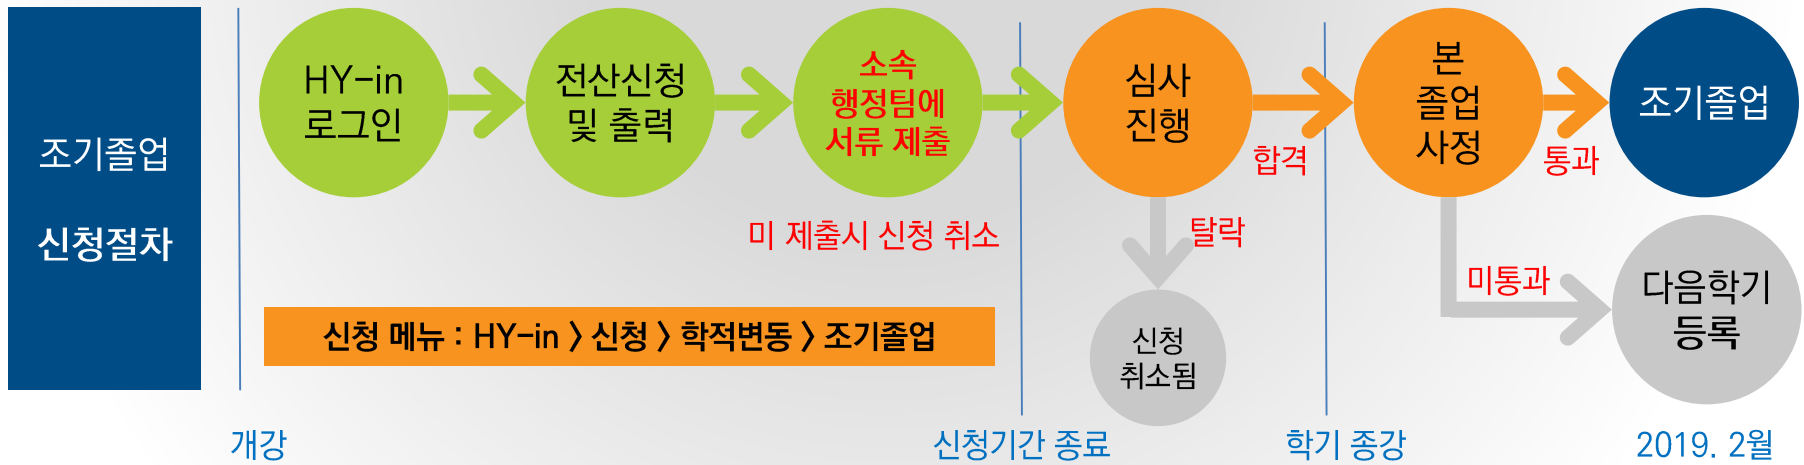 조기졸업
신청절차
HY-in
로그인
전산신청
및 출력
소속
행정팀에
서류 제출
심사
진행
합격
본
졸업
사정
통과
조기졸업
미 제출시 신청 취소
탈락
신청
취소됨
미통과
다음학기
등록
신청 메뉴 : HY-in > 신청 > 학적변동 > 조기졸업
개강
신청기간 종료
학기 종강
2019. 2월